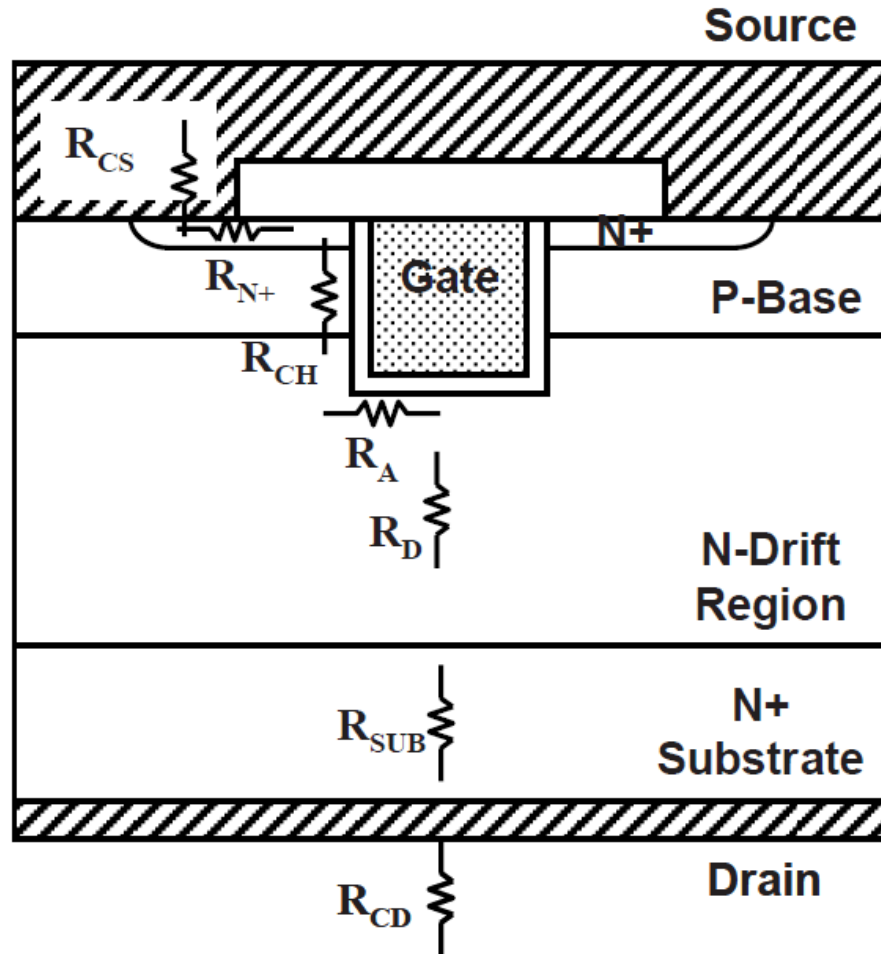 Source
R_CS
N+
R_N+
Gate
P-Base
R_CH
R_A
R_D
N-Drift
Region
R_SUB
N+
Substrate
Drain
R_CD